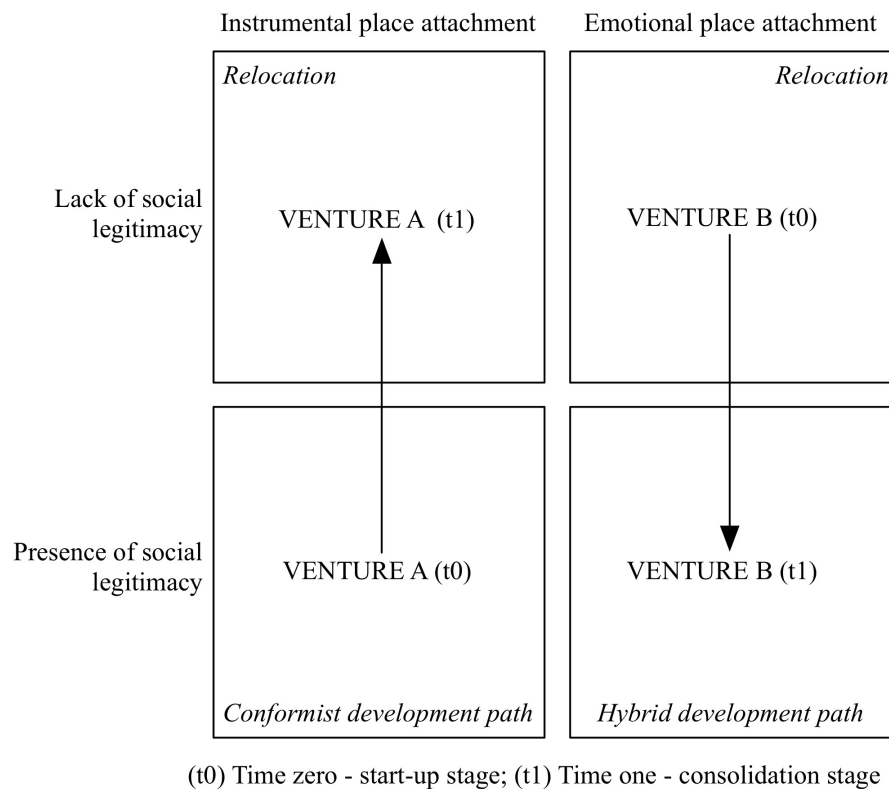 Instrumental place attachment
Emotional place attachment
Relocation
Relocation
Lack of social
legitimacy
VENTURE A (t1)
VENTURE B (t0)
Presence of social
legitimacy
VENTURE A (t0)
VENTURE B (t1)
Conformist development path
Hybrid development path
(t0) Time zero - start-up stage; (t1) Time one - consolidation stage